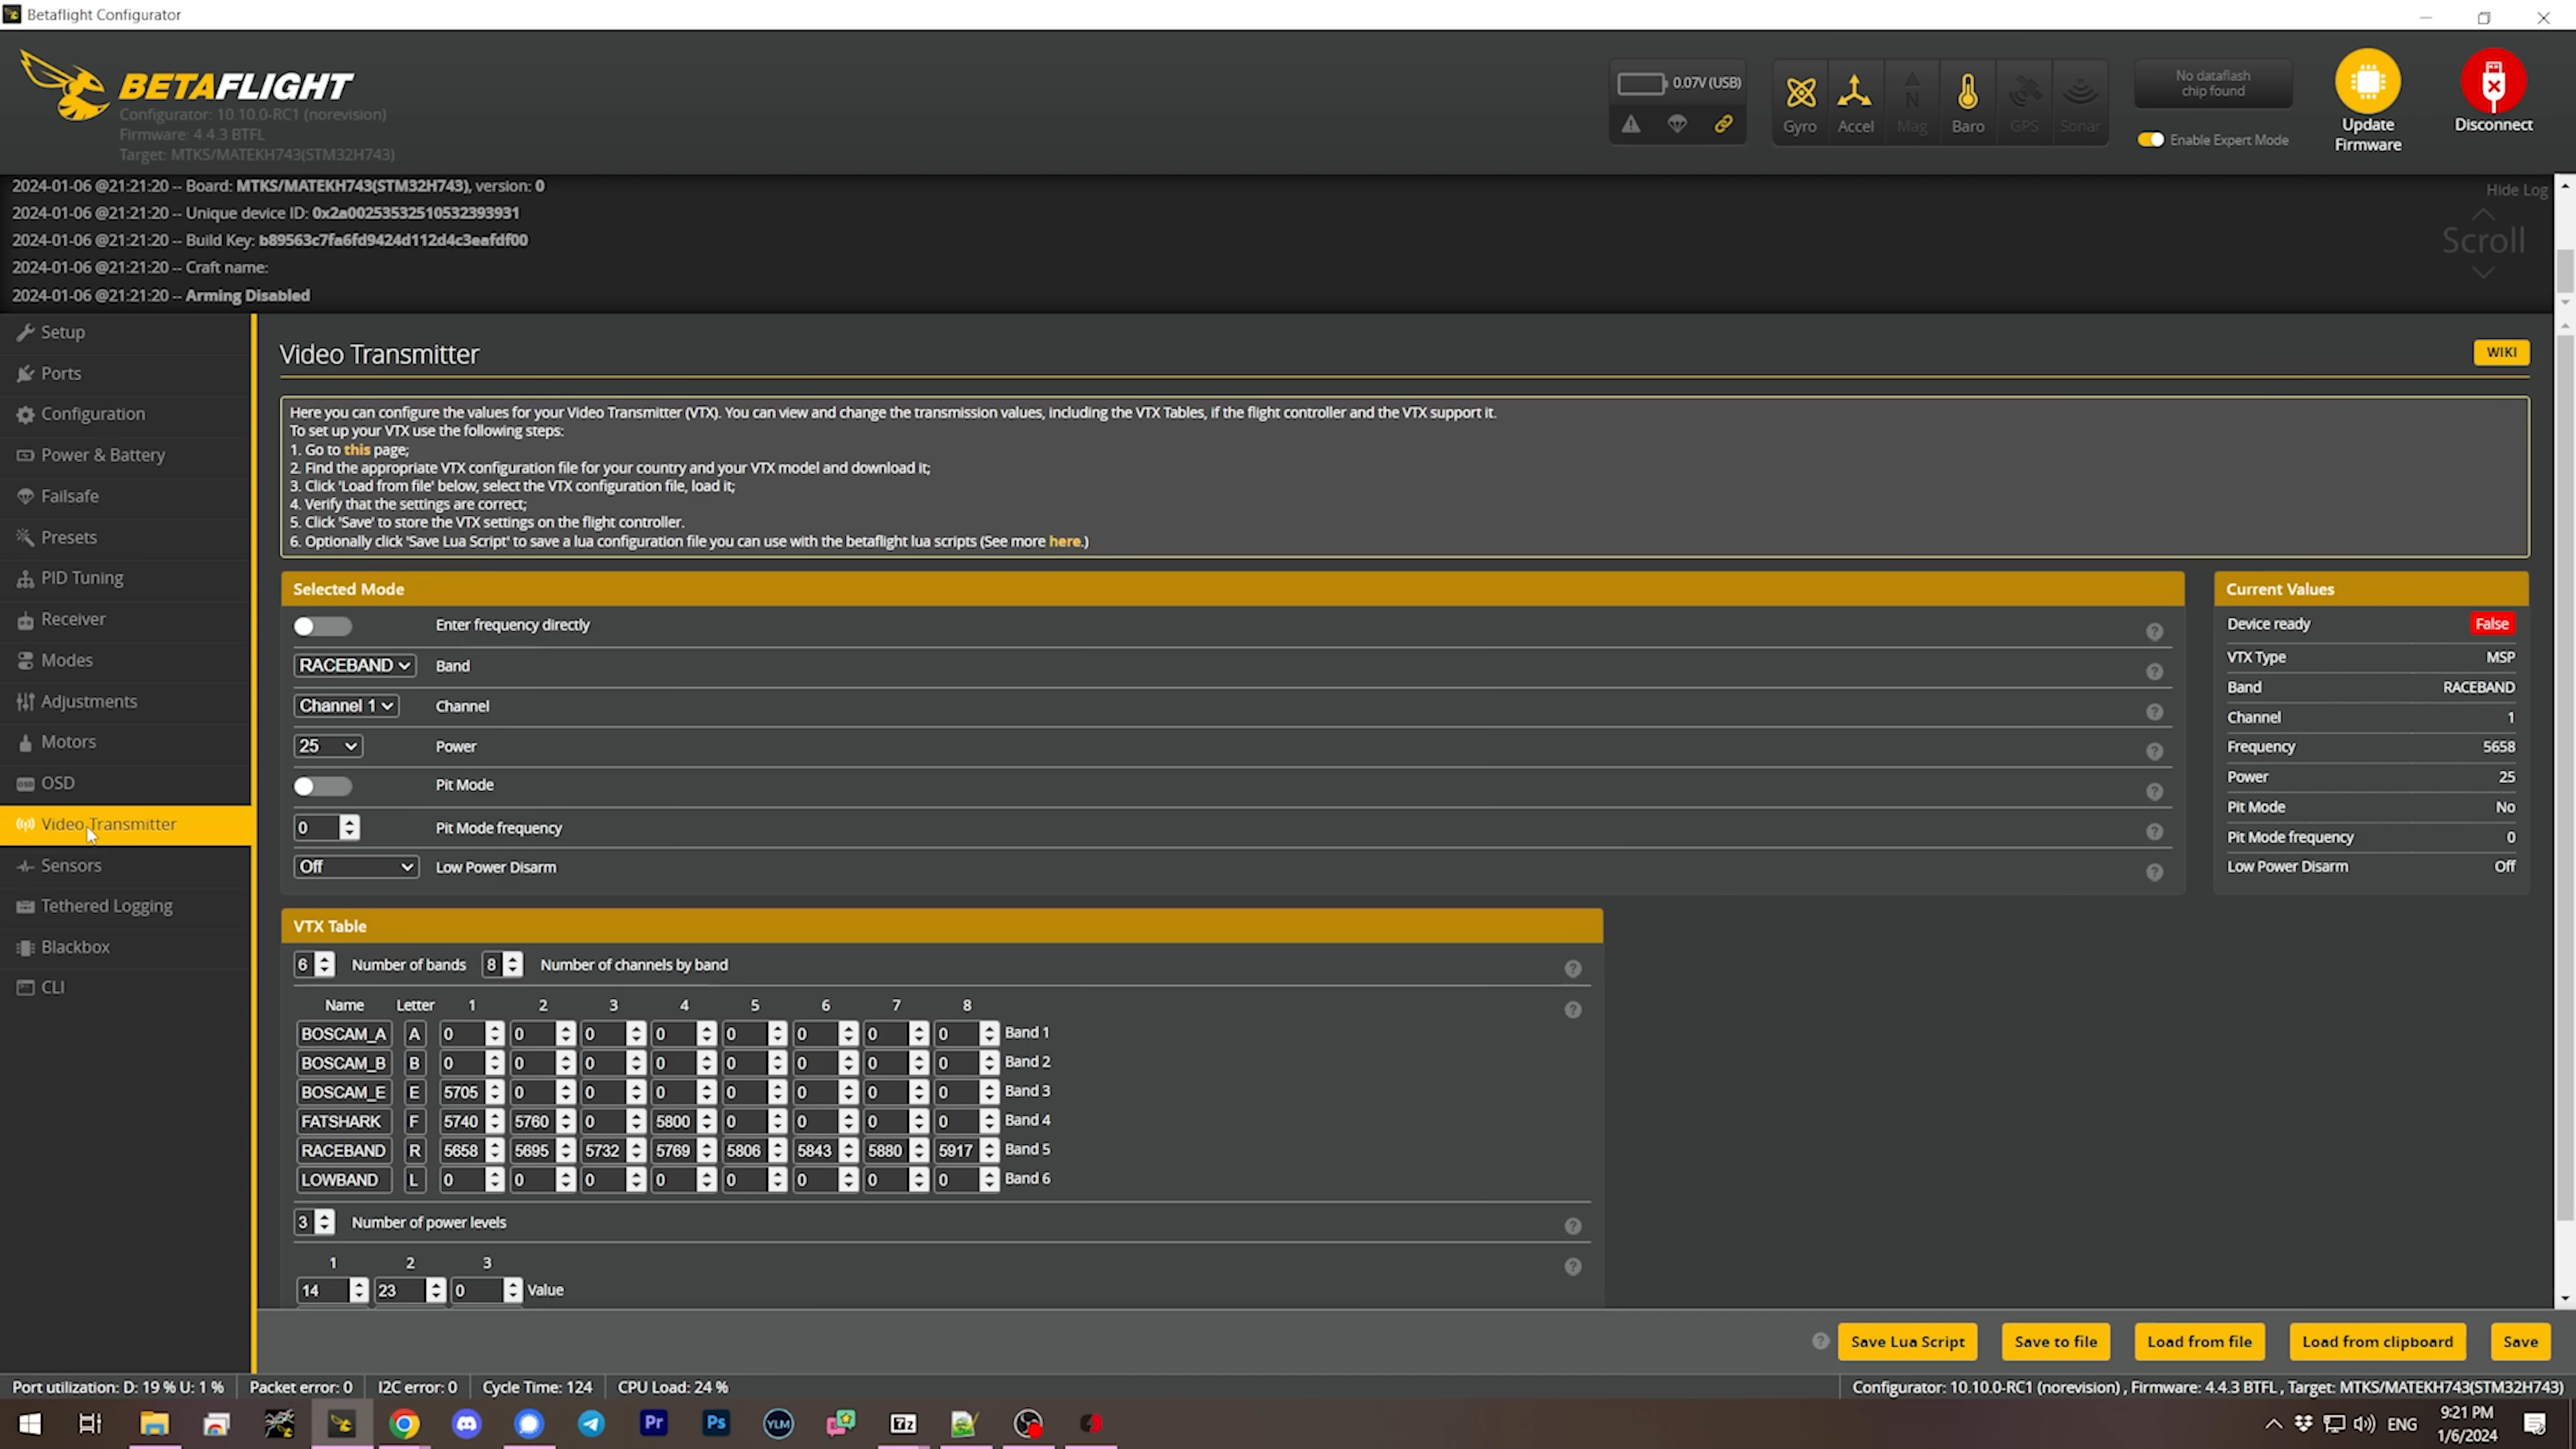 Betaflight Configurator
BETAFLIGHT
Configurator: 10.10.0-RC1 (norevision)
Firmware: 4.4.3 BTFL
Target: MTKS/MATEKH743(STM32H743)
0.07V (USB)
Gyro
Accel
Mag
Baro
GPS
Sonar
No dataflash
chip found
Enable Expert Mode
Update
Firmware
Disconnect
2024-01-06 @21:21:20 -- Board: MTKS/MATEKH743(STM32H743), version: 0
2024-01-06 @21:21:20 -- Unique device ID: 0x2a00253532510532393931
2024-01-06 @21:21:20 -- Build Key: b89563c7fa6fd9424d112d4c3eafdf00
2024-01-06 @21:21:20 -- Craft name:
2024-01-06 @21:21:20 -- Arming Disabled
Hide Log
Scroll
Setup
Ports
Configuration
Power & Battery
Failsafe
Presets
PID Tuning
Receiver
Modes
Adjustments
Motors
OSD
Video Transmitter
Sensors
Tethered Logging
Blackbox
CLI
Video Transmitter
WIKI
Here you can configure the values for your Video Transmitter (VTX). You can view and change the transmission values, including the VTX Tables, if the flight controller and the VTX support it.
To set up your VTX use the following steps:
1. Go to this page;
2. Find the appropriate VTX configuration file for your country and your VTX model and download it;
3. Click 'Load from file' below, select the VTX configuration file, load it;
4. Verify that the settings are correct;
5. Click 'Save' to store the VTX settings on the flight controller.
6. Optionally click 'Save Lua Script' to save a lua configuration file you can use with the betaflight lua scripts (See more here.)
Selected Mode
Enter frequency directly
RACEBAND Band
Channel 1 Channel
25 Power
Pit Mode
0 Pit Mode frequency
Off Low Power Disarm
Current Values
Device ready False
VTX Type MSP
Band RACEBAND
Channel 1
Frequency 5658
Power 25
Pit Mode No
Pit Mode frequency 0
Low Power Disarm Off
VTX Table
6 Number of bands 8 Number of channels by band
Name Letter 1 2 3 4 5 6 7 8
BOSCAM_A A 0 0 0 0 0 0 0 0 Band 1
BOSCAM_B B 0 0 0 0 0 0 0 0 Band 2
BOSCAM_E E 5705 0 0 0 0 0 0 0 Band 3
FATSHARK F 5740 5760 0 5800 0 0 0 0 Band 4
RACEBAND R 5658 5695 5732 5769 5806 5843 5880 5917 Band 5
LOWBAND L 0 0 0 0 0 0 0 0 Band 6
3 Number of power levels
1 2 3
14 23 0 Value
Save Lua Script
Save to file
Load from file
Load from clipboard
Save
Port utilization: D: 19 % U: 1 % Packet error: 0 I2C error: 0 Cycle Time: 124 CPU Load: 24 %
Configurator: 10.10.0-RC1 (norevision) , Firmware: 4.4.3 BTFL , Target: MTKS/MATEKH743(STM32H743)
Pr
Ps
YLM
7z
ENG
9:21 PM
1/6/2024